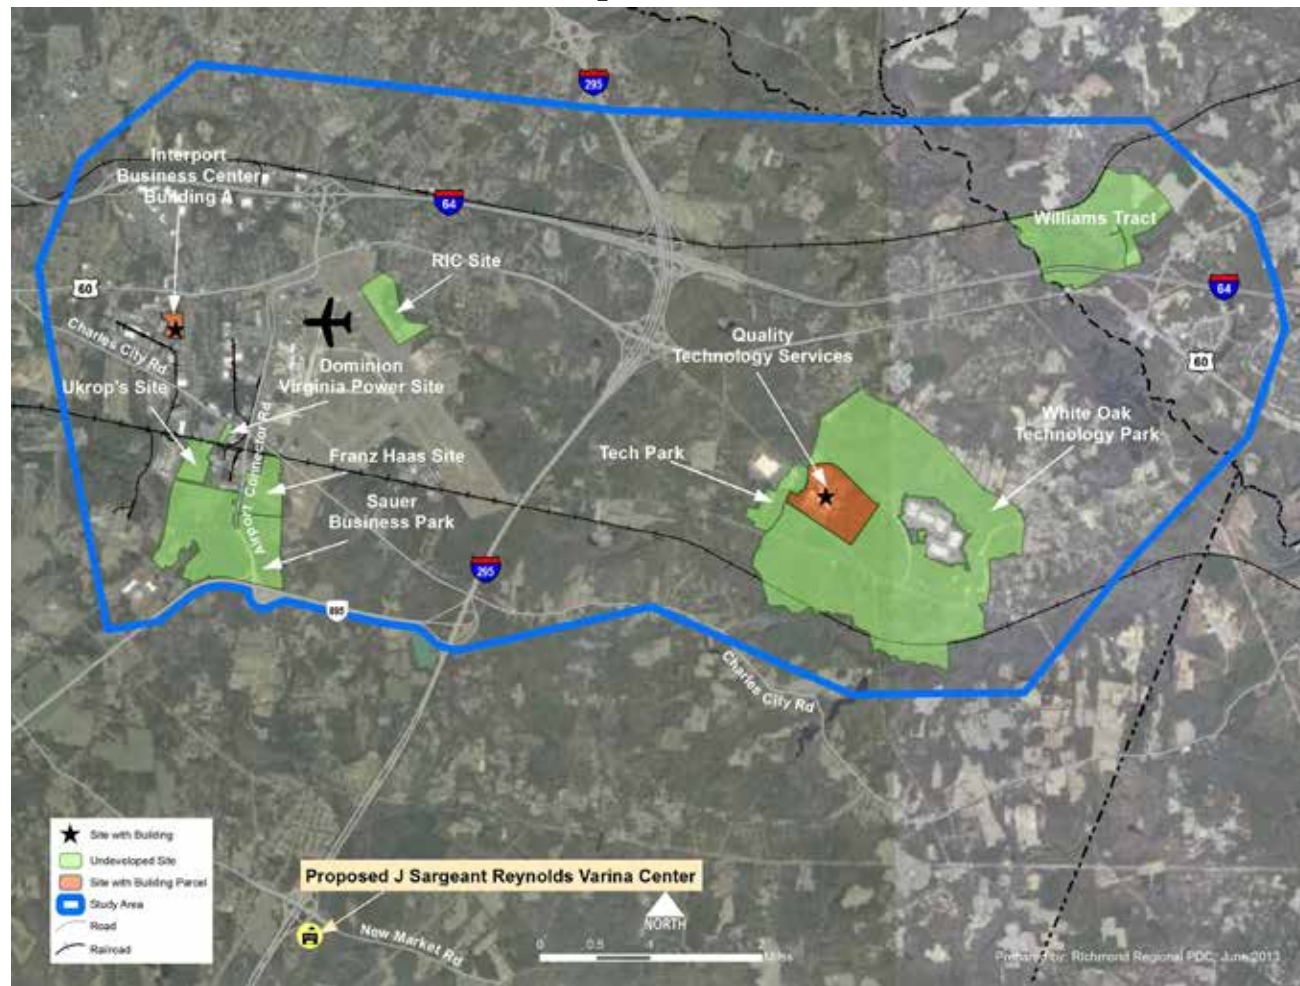 295
Interport
Business Center
Building A
64
Williams Tract
RIC Site
60
64
Charles City Rd
Quality
Technology Services
60
Dominion
Virginia Power Site
Ukrop's Site
White Oak
Technology Park
Airport Connector Rd
Franz Haas Site
Tech Park
Sauer
Business Park
295
895
Charles City Rd
Site with Building
Undeveloped Site
Site with Building Parcel
Study Area
Road
Railroad
Proposed J Sargeant Reynolds Varina Center
NORTH
New Market Rd
0 0.5 1 2
Miles
Prepared by: Richmond Regional PDC, June 2013